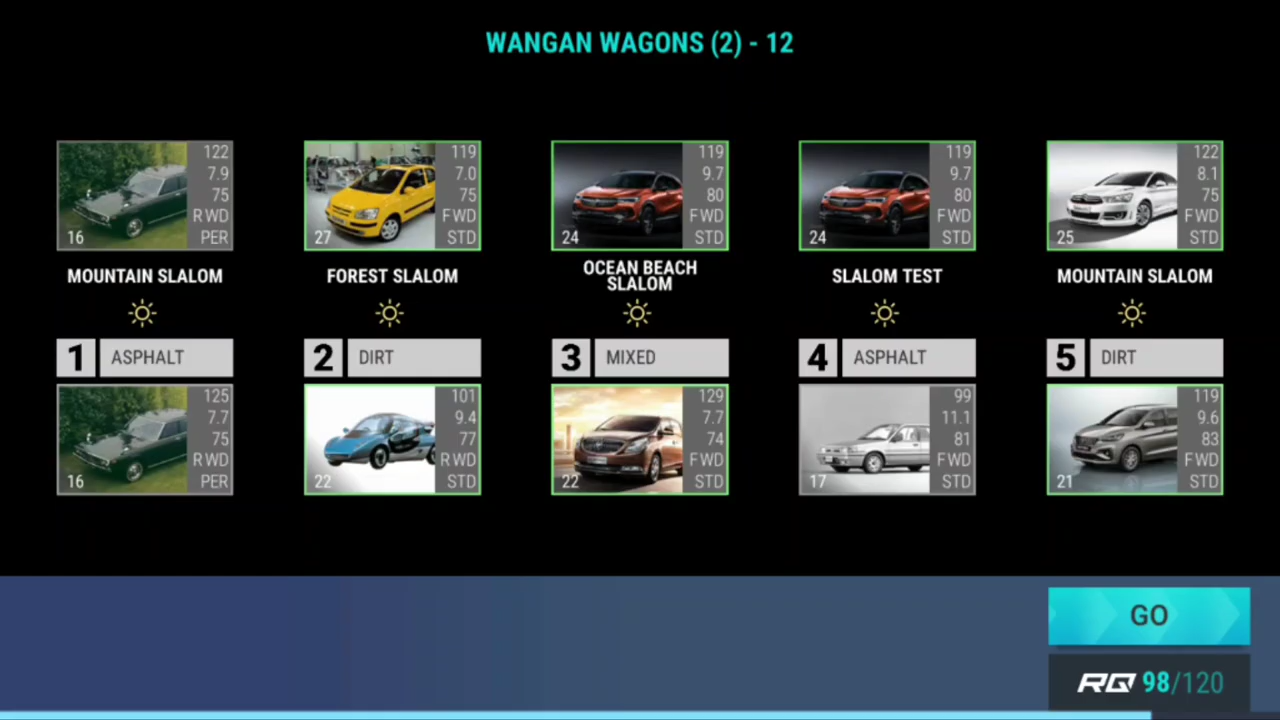 WANGAN WAGONS (2) - 12
122
7.9
75
RWD
PER
16
119
7.0
75
FWD
STD
27
119
9.7
80
FWD
STD
24
119
9.7
80
FWD
STD
24
122
8.1
75
FWD
STD
25
MOUNTAIN SLALOM
FOREST SLALOM
OCEAN BEACH
SLALOM
SLALOM TEST
MOUNTAIN SLALOM
1 ASPHALT
2 DIRT
3 MIXED
4 ASPHALT
5 DIRT
125
7.7
75
RWD
PER
16
101
9.4
77
RWD
STD
22
129
7.7
74
FWD
STD
22
99
11.1
81
FWD
STD
17
119
9.6
83
FWD
STD
21
GO
RQ 98/120